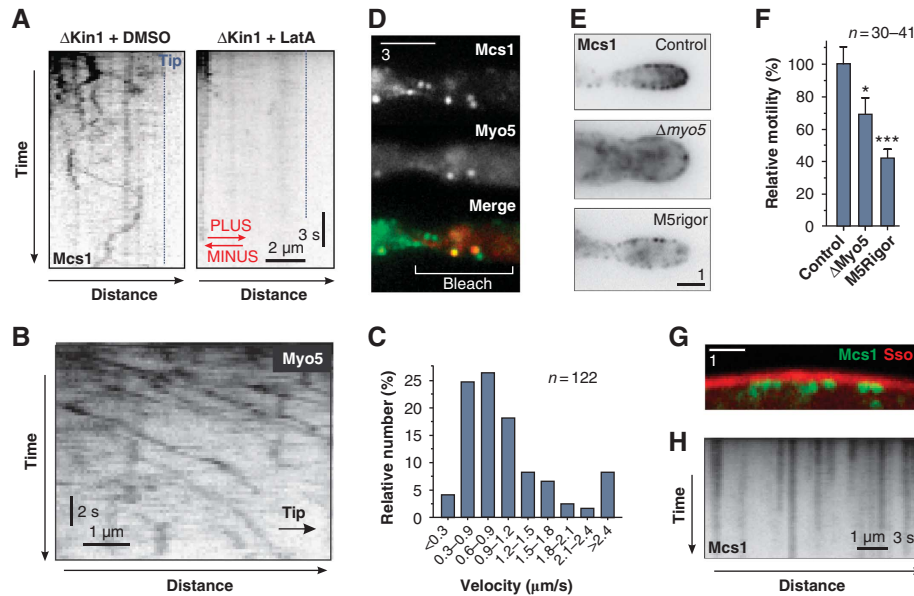 A
ΔKin1 + DMSO
ΔKin1 + LatA
Tip
Time
Mcs1
PLUS
MINUS
2 µm
3 s
Distance
Distance
B
Myo5
Time
2 s
1 µm
Tip
Distance
C
n = 122
Relative number (%)
25
20
15
10
5
0
<0.3
0.3–0.9
0.6–0.9
0.9–1.2
1.2–1.5
1.5–1.8
1.8–2.1
2.1–2.4
>2.4
Velocity (µm/s)
D
3
Mcs1
Myo5
Merge
Bleach
E
Mcs1
Control
Δmyo5
M5rigor
1
F
n = 30–41
Relative motility (%)
100
80
60
40
20
0
*
***
Control
ΔMyo5
M5Rigor
G
1
Mcs1 Sso1
H
Time
Mcs1
1 µm
3 s
Distance